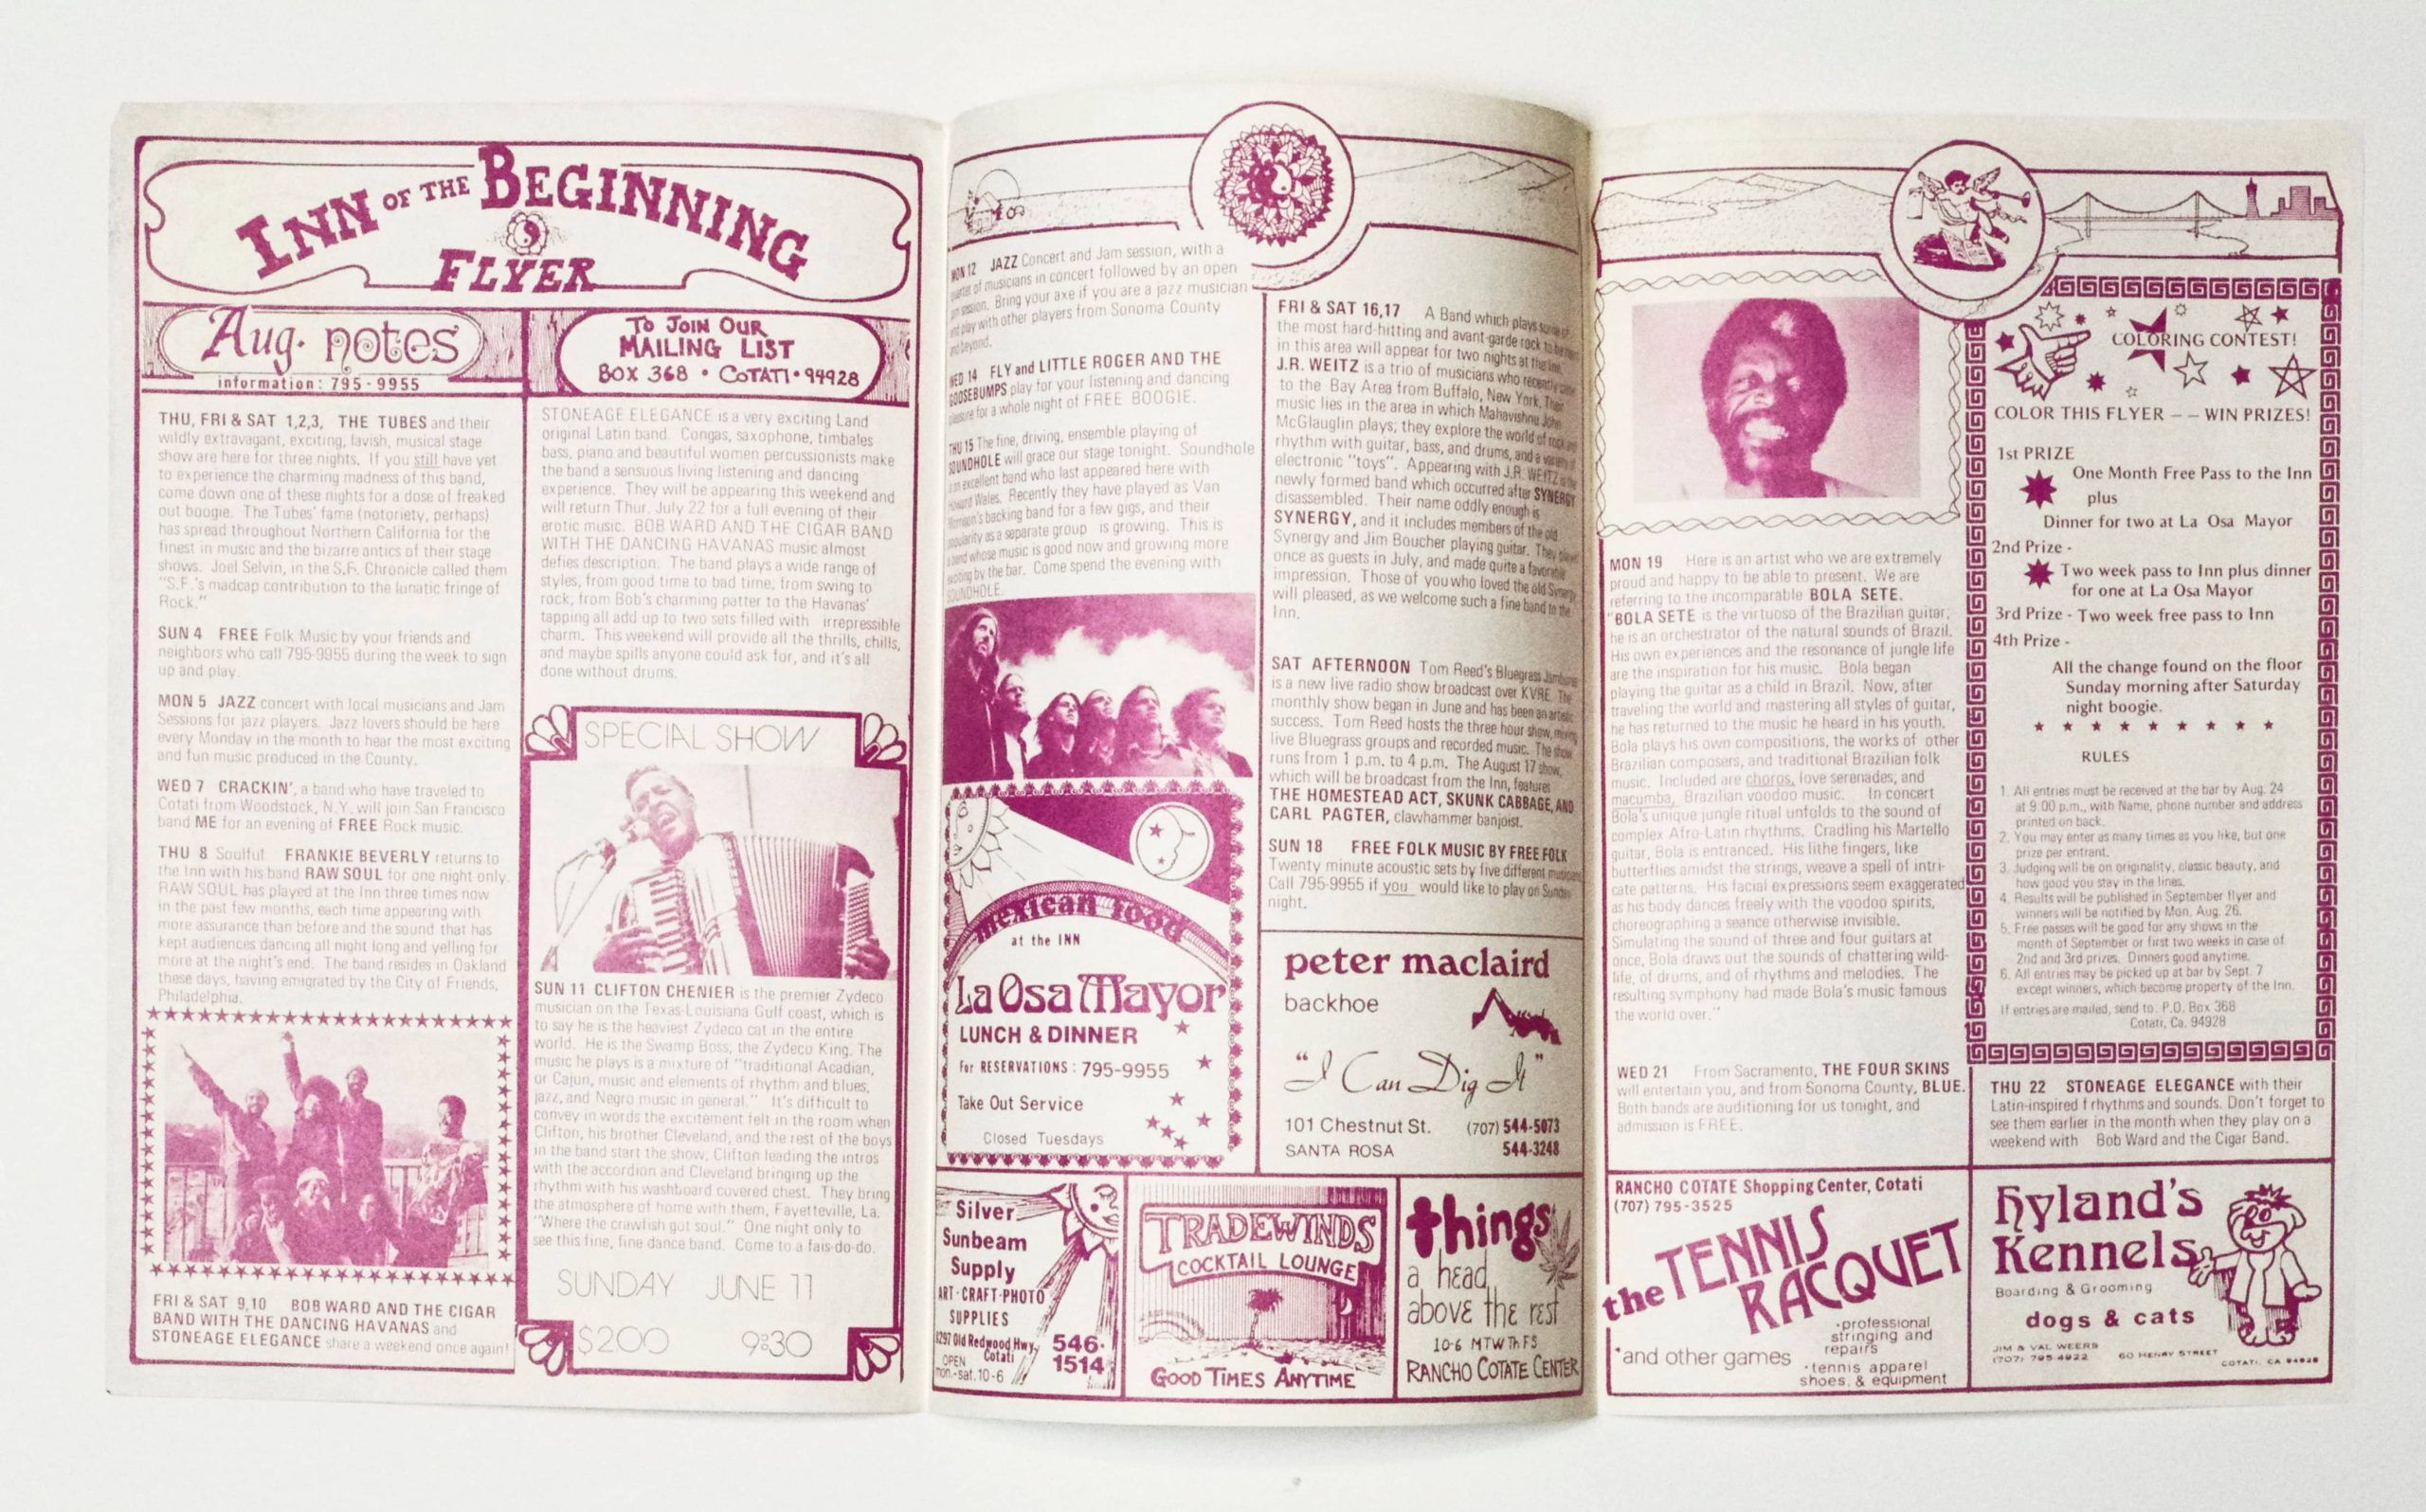 INN OF THE BEGINNING
FLYER
Aug. notes
information: 795-9955
TO JOIN OUR
MAILING LIST
BOX 368 • COTATI • 94928
THU, FRI & SAT 1,2,3, THE TUBES and their
wildly extravagant, exciting, lavish, musical stage
show are here for three nights. If you still have yet
to experience the charming madness of this band,
come down one of these nights for a dose of freaked
out boogie. The Tubes' fame (notoriety, perhaps)
has spread throughout Northern California for the
finest in music and the bizarre antics of their stage
shows. Joel Selvin, in the S.F. Chronicle called them
"S.F.'s madcap contribution to the lunatic fringe of
Rock."
SUN 4 FREE Folk Music by your friends and
neighbors who call 795-9955 during the week to sign
up and play.
MON 5 JAZZ concert with local musicians and Jam
Sessions for jazz players. Jazz lovers should be here
every Monday in the month to hear the most exciting
and fun music produced in the County.
WED 7 CRACKIN', a band who have traveled to
Cotati from Woodstock, N.Y. will join San Francisco
band ME for an evening of FREE Rock music.
THU 8 Soulful FRANKIE BEVERLY returns to
the Inn with his band RAW SOUL for one night only.
RAW SOUL has played at the Inn three times now
in the past few months, each time appearing with
more assurance than before and the sound that has
kept audiences dancing all night long and yelling for
more at the night's end. The band resides in Oakland
these days, having emigrated by the City of Friends,
Philadelphia.
FRI & SAT 9,10 BOB WARD AND THE CIGAR
BAND WITH THE DANCING HAVANAS and
STONEAGE ELEGANCE share a weekend once again!
STONEAGE ELEGANCE is a very exciting Land
original Latin band. Congas, saxophone, timbales
bass, piano and beautiful women percussionists make
the band a sensuous living listening and dancing
experience. They will be appearing this weekend and
will return Thur. July 22 for a full evening of their
erotic music. BOB WARD AND THE CIGAR BAND
WITH THE DANCING HAVANAS music almost
defies description. The band plays a wide range of
styles, from good time to bad time, from swing to
rock, from Bob's charming patter to the Havanas'
tapping all add up to two sets filled with irrepressible
charm. This weekend will provide all the thrills, chills,
and maybe spills anyone could ask for, and it's all
done without drums.
SPECIAL SHOW
SUN 11 CLIFTON CHENIER is the premier Zydeco
musician on the Texas-Louisiana Gulf coast, which is
to say he is the heaviest Zydeco cat in the entire
world. He is the Swamp Boss, the Zydeco King. The
music he plays is a mixture of "traditional Acadian,
or Cajun, music and elements of rhythm and blues,
jazz, and Negro music in general." It's difficult to
convey in words the excitement felt in the room when
Clifton, his brother Cleveland, and the rest of the boys
in the band start the show, Clifton leading the intros
with the accordion and Cleveland bringing up the
rhythm with his washboard covered chest. They bring
the atmosphere of home with them, Fayetteville, La.
"Where the crawfish got soul." One night only to
see this fine, fine dance band. Come to a fais-do-do.
SUNDAY JUNE 11
$2.00 9:30
MON 12 JAZZ Concert and Jam session, with a
quartet of musicians in concert followed by an open
jam session. Bring your axe if you are a jazz musician
and play with other players from Sonoma County
and beyond.
WED 14 FLY and LITTLE ROGER AND THE
GOOSEBUMPS play for your listening and dancing
pleasure for a whole night of FREE BOOGIE.
THU 15 The fine, driving, ensemble playing of
SOUNDHOLE will grace our stage tonight. Soundhole
is an excellent band who last appeared here with
Howard Wales. Recently they have played as Van
Morrison's backing band for a few gigs, and their
popularity as a separate group is growing. This is
a band whose music is good now and growing more
exciting by the bar. Come spend the evening with
SOUNDHOLE.
mexican food
at the INN
La Osa Mayor
LUNCH & DINNER
For RESERVATIONS : 795-9955
Take Out Service
Closed Tuesdays
FRI & SAT 16,17 A Band which plays some of
the most hard-hitting and avant-garde rock to be
in this area will appear for two nights at the Inn.
J.R. WEITZ is a trio of musicians who recently came
to the Bay Area from Buffalo, New York. Their
music lies in the area in which Mahavishnu John
McGlauglin plays; they explore the world of rock and
rhythm with guitar, bass, and drums, and a variety of
electronic "toys". Appearing with J.R. WEITZ is the
newly formed band which occurred after SYNERGY
disassembled. Their name oddly enough is
SYNERGY, and it includes members of the old
Synergy and Jim Boucher playing guitar. They played
once as guests in July, and made quite a favorable
impression. Those of you who loved the old Synergy
will pleased, as we welcome such a fine band to the
Inn.
SAT AFTERNOON Tom Reed's Bluegrass Jamboree
is a new live radio show broadcast over KVRE. The
monthly show began in June and has been an artistic
success. Tom Reed hosts the three hour show, mixing
live Bluegrass groups and recorded music. The show
runs from 1 p.m. to 4 p.m. The August 17 show,
which will be broadcast from the Inn, features
THE HOMESTEAD ACT, SKUNK CABBAGE, AND
CARL PAGTER, clawhammer banjoist.
SUN 18 FREE FOLK MUSIC BY FREE FOLK
Twenty minute acoustic sets by five different musicians
Call 795-9955 if you would like to play on Sunday
night.
peter maclaird
backhoe
"I Can Dig It"
101 Chestnut St. (707) 544-5073
SANTA ROSA 544-3248
Silver
Sunbeam
Supply
ART·CRAFT·PHOTO
SUPPLIES
8297 Old Redwood Hwy,
Cotati
OPEN
mon.-sat. 10-6
546-
1514
TRADEWINDS
COCKTAIL LOUNGE
GOOD TIMES ANYTIME
things
a head
above the rest
10-6 MTWThFS
RANCHO COTATE CENTER
MON 19 Here is an artist who we are extremely
proud and happy to be able to present. We are
referring to the incomparable BOLA SETE.
"BOLA SETE is the virtuoso of the Brazilian guitar,
he is an orchestrator of the natural sounds of Brazil.
His own experiences and the resonance of jungle life
are the inspiration for his music. Bola began
playing the guitar as a child in Brazil. Now, after
traveling the world and mastering all styles of guitar,
he has returned to the music he heard in his youth.
Bola plays his own compositions, the works of other
Brazilian composers, and traditional Brazilian folk
music. Included are choros, love serenades, and
macumba, Brazilian voodoo music. In concert
Bola's unique jungle ritual unfolds to the sound of
complex Afro-Latin rhythms. Cradling his Martello
guitar, Bola is entranced. His lithe fingers, like
butterflies amidst the strings, weave a spell of intri-
cate patterns. His facial expressions seem exaggerated
as his body dances freely with the voodoo spirits,
choreographing a seance otherwise invisible.
Simulating the sound of three and four guitars at
once, Bola draws out the sounds of chattering wild-
life, of drums, and of rhythms and melodies. The
resulting symphony had made Bola's music famous
the world over."
WED 21 From Sacramento, THE FOUR SKINS
will entertain you, and from Sonoma County, BLUE.
Both bands are auditioning for us tonight, and
admission is FREE.
COLORING CONTEST!
COLOR THIS FLYER -- WIN PRIZES!
1st PRIZE
One Month Free Pass to the Inn
plus
Dinner for two at La Osa Mayor
2nd Prize -
Two week pass to Inn plus dinner
for one at La Osa Mayor
3rd Prize - Two week free pass to Inn
4th Prize -
All the change found on the floor
Sunday morning after Saturday
night boogie.
RULES
1. All entries must be received at the bar by Aug. 24
at 9:00 p.m., with Name, phone number and address
printed on back.
2. You may enter as many times as you like, but one
prize per entrant.
3. Judging will be on originality, classic beauty, and
how good you stay in the lines.
4. Results will be published in September flyer and
winners will be notified by Mon. Aug. 26.
5. Free passes will be good for any shows in the
month of September or first two weeks in case of
2nd and 3rd prizes. Dinners good anytime.
6. All entries may be picked up at bar by Sept. 7
except winners, which become property of the Inn.
If entries are mailed, send to: P.O. Box 368
Cotati, Ca. 94928
THU 22 STONEAGE ELEGANCE with their
Latin-inspired f rhythms and sounds. Don't forget to
see them earlier in the month when they play on a
weekend with Bob Ward and the Cigar Band.
RANCHO COTATE Shopping Center, Cotati
(707) 795-3525
the TENNIS
RACQUET
*and other games
•professional
stringing and
repairs
•tennis apparel
shoes, & equipment
Hyland's
Kennels
Boarding & Grooming
dogs & cats
JIM & VAL WEERS
(707) 795-4922 60 HENRY STREET
COTATI, CA 94928